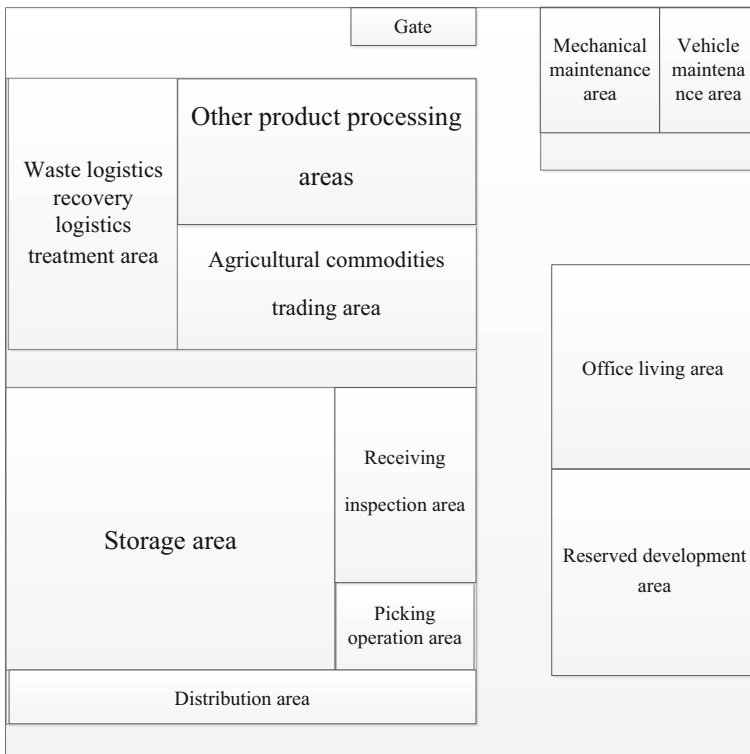 Gate
Mechanical
maintenance
area
Vehicle
maintena
nce area
Other product processing
areas
Waste logistics
recovery
logistics
treatment area
Agricultural commodities
trading area
Office living area
Receiving
inspection area
Storage area
Reserved development
area
Picking
operation area
Distribution area